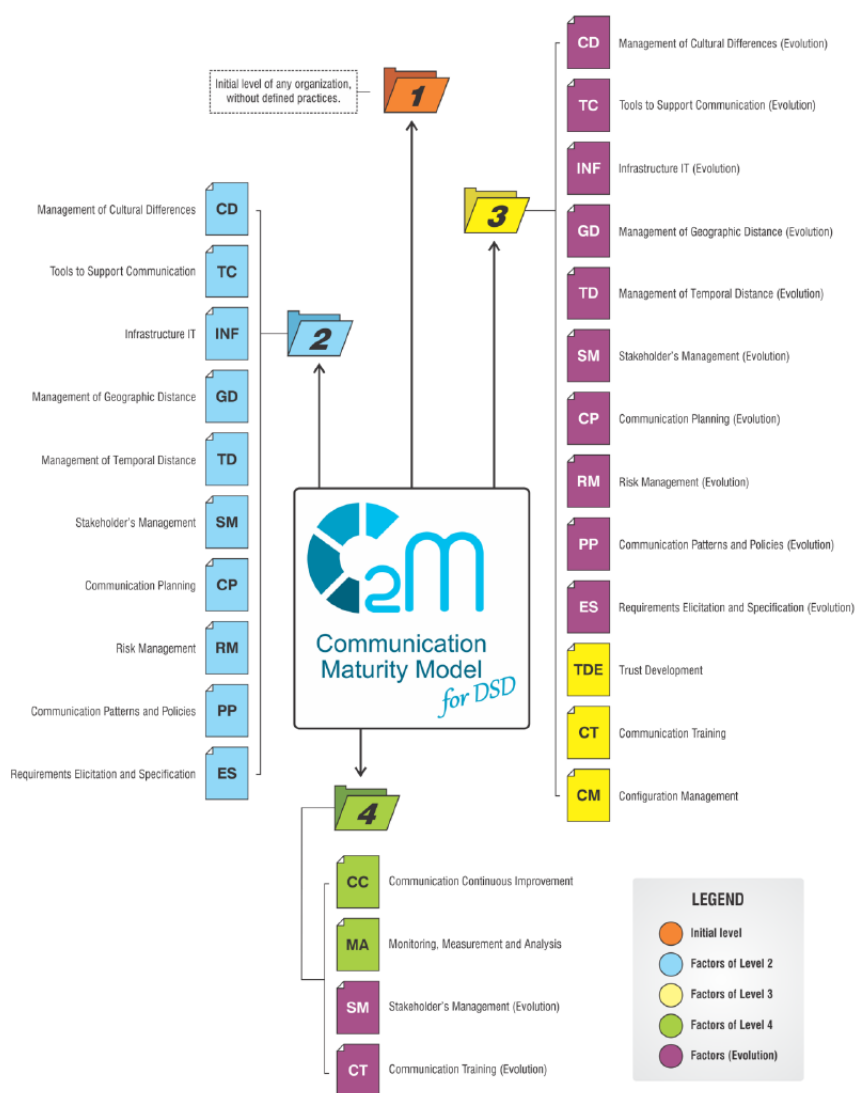 Initial level of any organization,
without defined practices.
1
2
CD
Management of Cultural Differences
TC
Tools to Support Communication
INF
Infrastructure IT
GD
Management of Geographic Distance
TD
Management of Temporal Distance
SM
Stakeholder's Management
CP
Communication Planning
RM
Risk Management
PP
Communication Patterns and Policies
ES
Requirements Elicitation and Specification
3
CD
Management of Cultural Differences (Evolution)
TC
Tools to Support Communication (Evolution)
INF
Infrastructure IT (Evolution)
GD
Management of Geographic Distance (Evolution)
TD
Management of Temporal Distance (Evolution)
SM
Stakeholder's Management (Evolution)
CP
Communication Planning (Evolution)
RM
Risk Management (Evolution)
PP
Communication Patterns and Policies (Evolution)
ES
Requirements Elicitation and Specification (Evolution)
TDE
Trust Development
CT
Communication Training
CM
Configuration Management
C2M
Communication
Maturity Model
for DSD
4
CC
Communication Continuous Improvement
MA
Monitoring, Measurement and Analysis
SM
Stakeholder's Management (Evolution)
CT
Communication Training (Evolution)
LEGEND
Initial level
Factors of Level 2
Factors of Level 3
Factors of Level 4
Factors (Evolution)